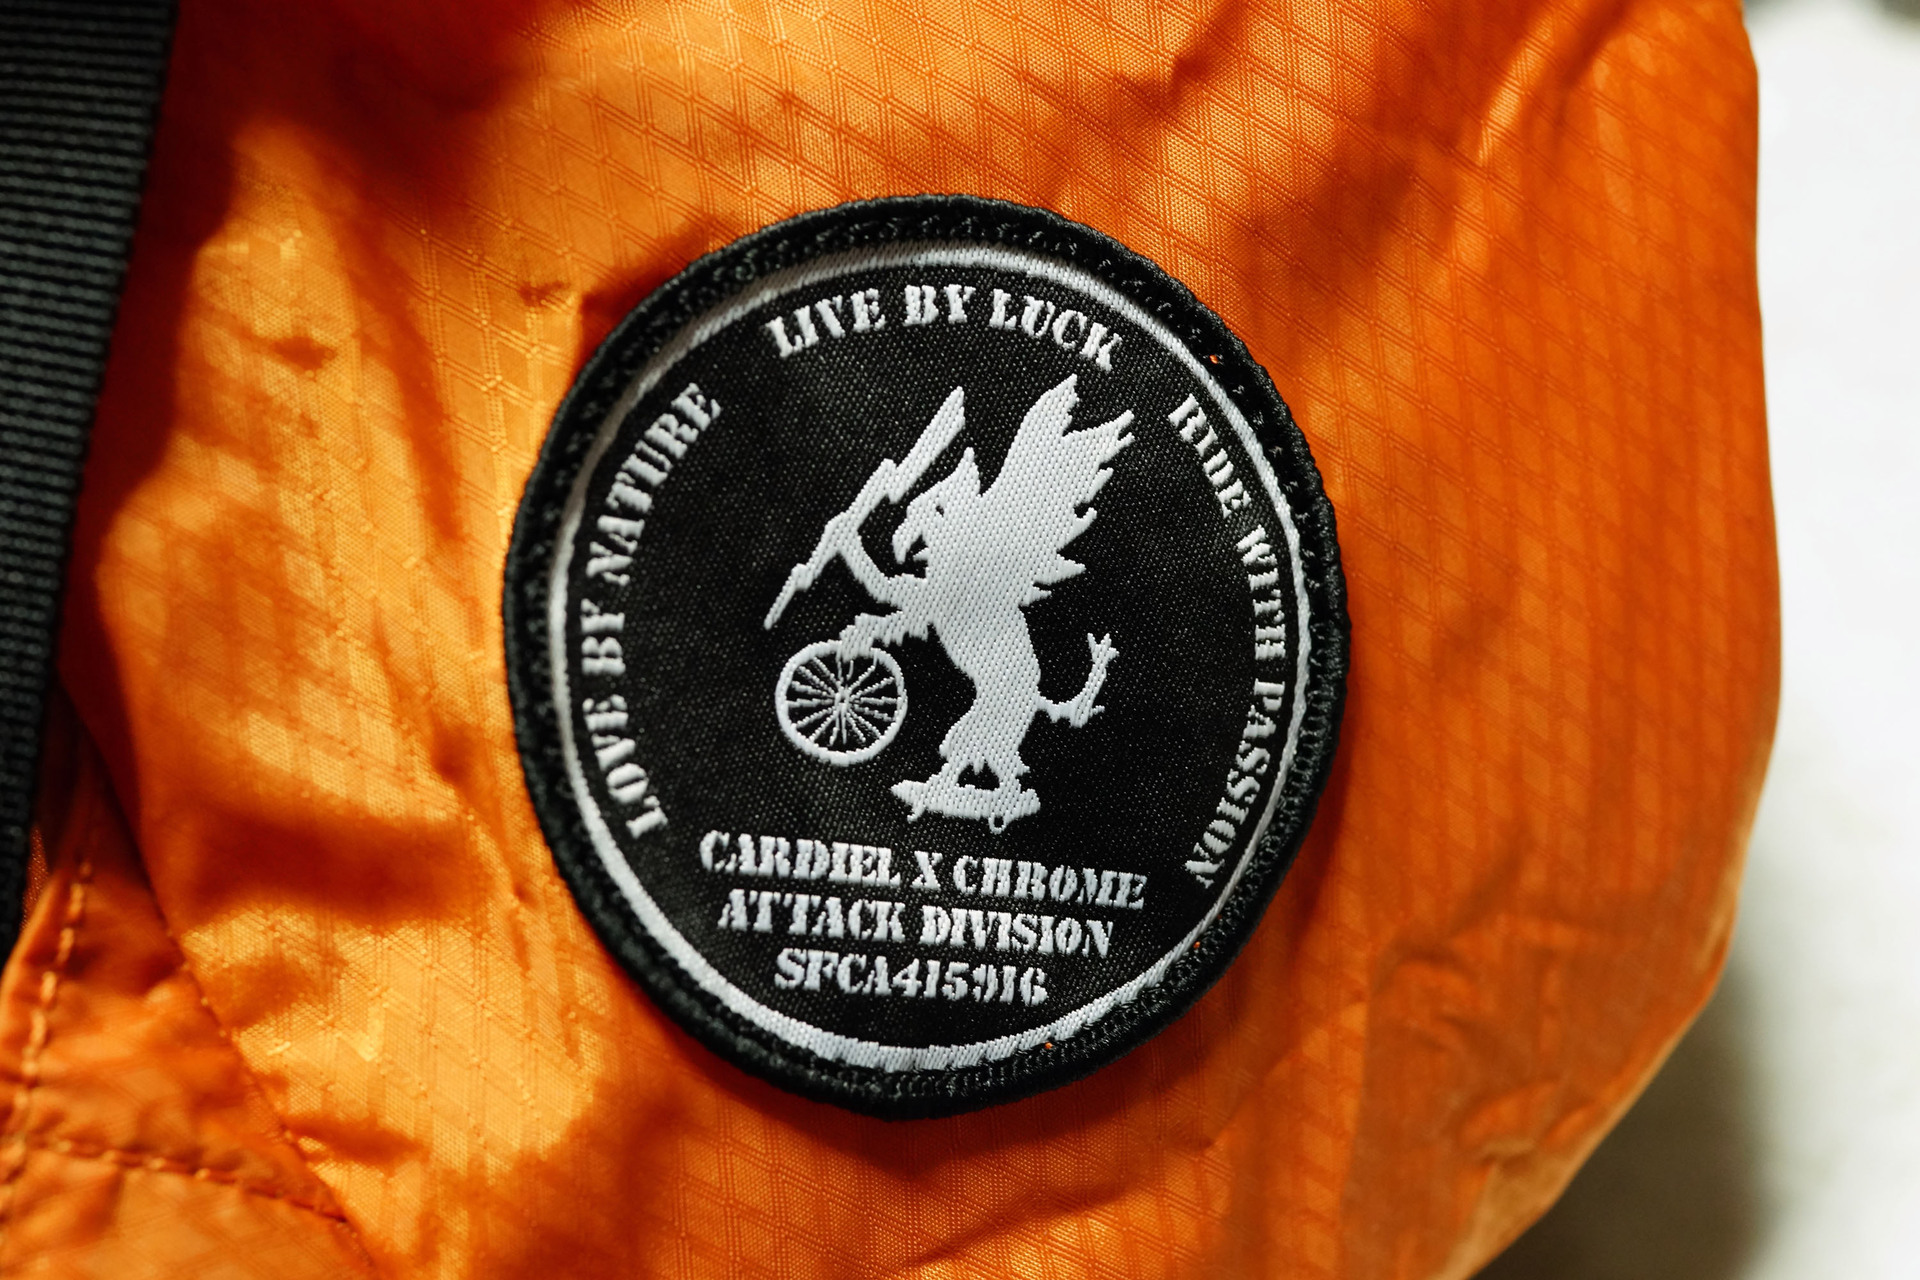 LOVE BY NATURE
LIVE BY LUCK
RIDE WITH PASSION
CARDIEL X CHROME
ATTACK DIVISION
SFCA415916